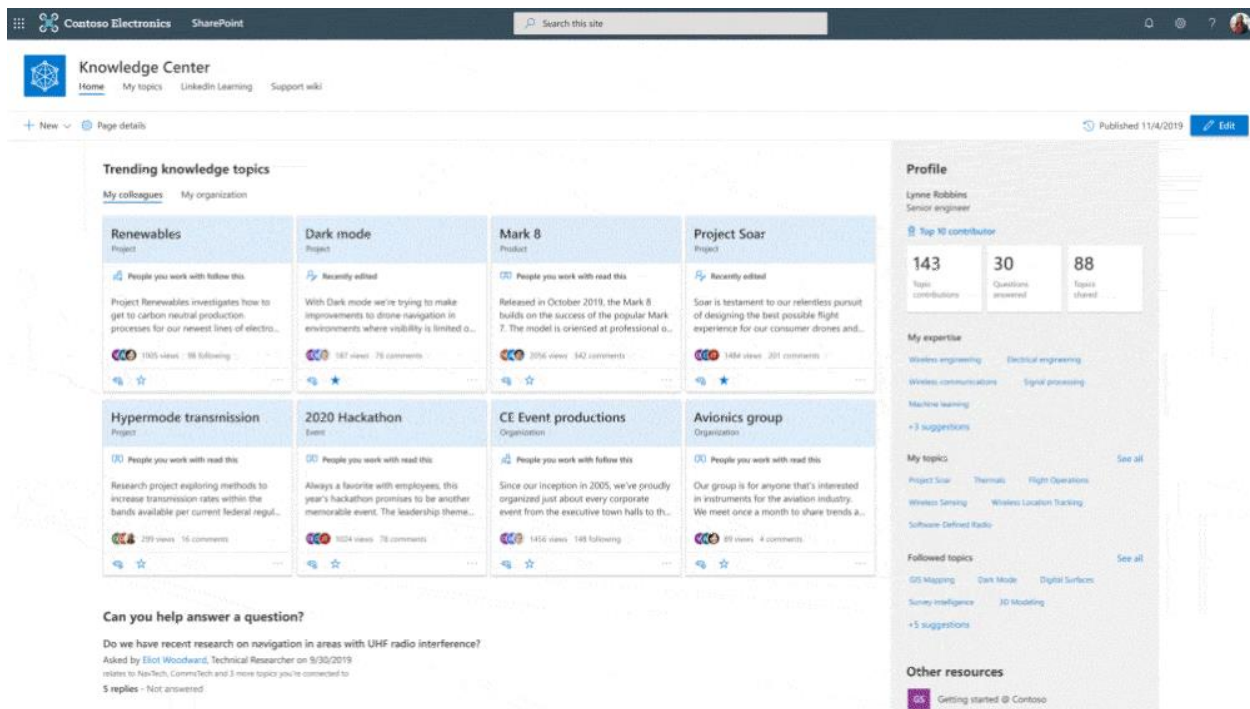 Contoso Electronics SharePoint Search this site ?
Knowledge Center
Home My topics LinkedIn Learning Support wiki
+ New Page details Published 11/4/2019 Edit
Trending knowledge topics
My colleagues My organization
Renewables
Project
People you work with follow this
Project Renewables investigates how to
get to carbon neutral production
processes for our newest lines of electro...
1005 views 98 following
Dark mode
Project
Recently edited
With Dark mode we're trying to make
improvements to drone navigation in
environments where visibility is limited o...
187 views 78 comments
Mark 8
Product
People you work with read this
Released in October 2019, the Mark 8
builds on the success of the popular Mark
7. The model is oriented at professional o...
2056 views 542 comments
Project Soar
Project
Recently edited
Soar is testament to our relentless pursuit
of designing the best possible flight
experience for our consumer drones and...
1484 views 201 comments
Hypermode transmission
Project
People you work with read this
Research project exploring methods to
increase transmission rates within the
bands available per current federal regul...
299 views 16 comments
2020 Hackathon
Event
People you work with read this
Always a favorite with employees, this
year's hackathon promises to be another
memorable event. The leadership theme...
1024 views 78 comments
CE Event productions
Organization
People you work with follow this
Since our inception in 2005, we've proudly
organized just about every corporate
event from the executive town halls to th...
1456 views 148 following
Avionics group
Organization
People you work with read this
Our group is for anyone that's interested
in instruments for the aviation industry.
We meet once a month to share trends a...
89 views 4 comments
Can you help answer a question?
Do we have recent research on navigation in areas with UHF radio interference?
Asked by Eliot Woodward, Technical Researcher on 9/30/2019
relates to NavTech, CommsTech and 3 more topics you're connected to
5 replies - Not answered
Profile
Lynne Robbins
Senior engineer
Top 10 contributor
143 30 88
Topic contributions
Questions answered
Topics shared
My expertise
Wireless engineering Electrical engineering
Wireless communications Signal processing
Machine learning
+3 suggestions
My topics See all
Project Soar Thermals Flight Operations
Wireless Sensing Wireless Location Tracking
Software-Defined Radio
Followed topics See all
GIS Mapping Dark Mode Digital Surfaces
Survey Intelligence 3D Modeling
+5 suggestions
Other resources
GS Getting started @ Contoso